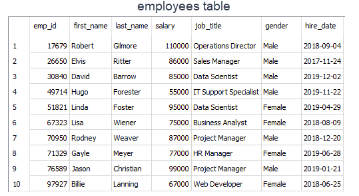 employees table
emp_id first_name last_name salary job_title gender hire_date
1 17679 Robert Gilmore 110000 Operations Director Male 2018-09-04
2 26650 Elvis Ritter 86000 Sales Manager Male 2017-11-24
3 30840 David Barrow 85000 Data Scientist Male 2019-12-02
4 49714 Hugo Forester 55000 IT Support Specialist Male 2019-11-22
5 51821 Linda Foster 95000 Data Scientist Female 2019-04-29
6 67323 Lisa Wiener 75000 Business Analyst Female 2018-08-09
7 70950 Rodney Weaver 87000 Project Manager Male 2018-12-20
8 71329 Gayle Meyer 77000 HR Manager Female 2019-06-28
9 76589 Jason Christian 99000 Project Manager Male 2019-01-21
10 97927 Billie Lanning 67000 Web Developer Female 2018-06-25